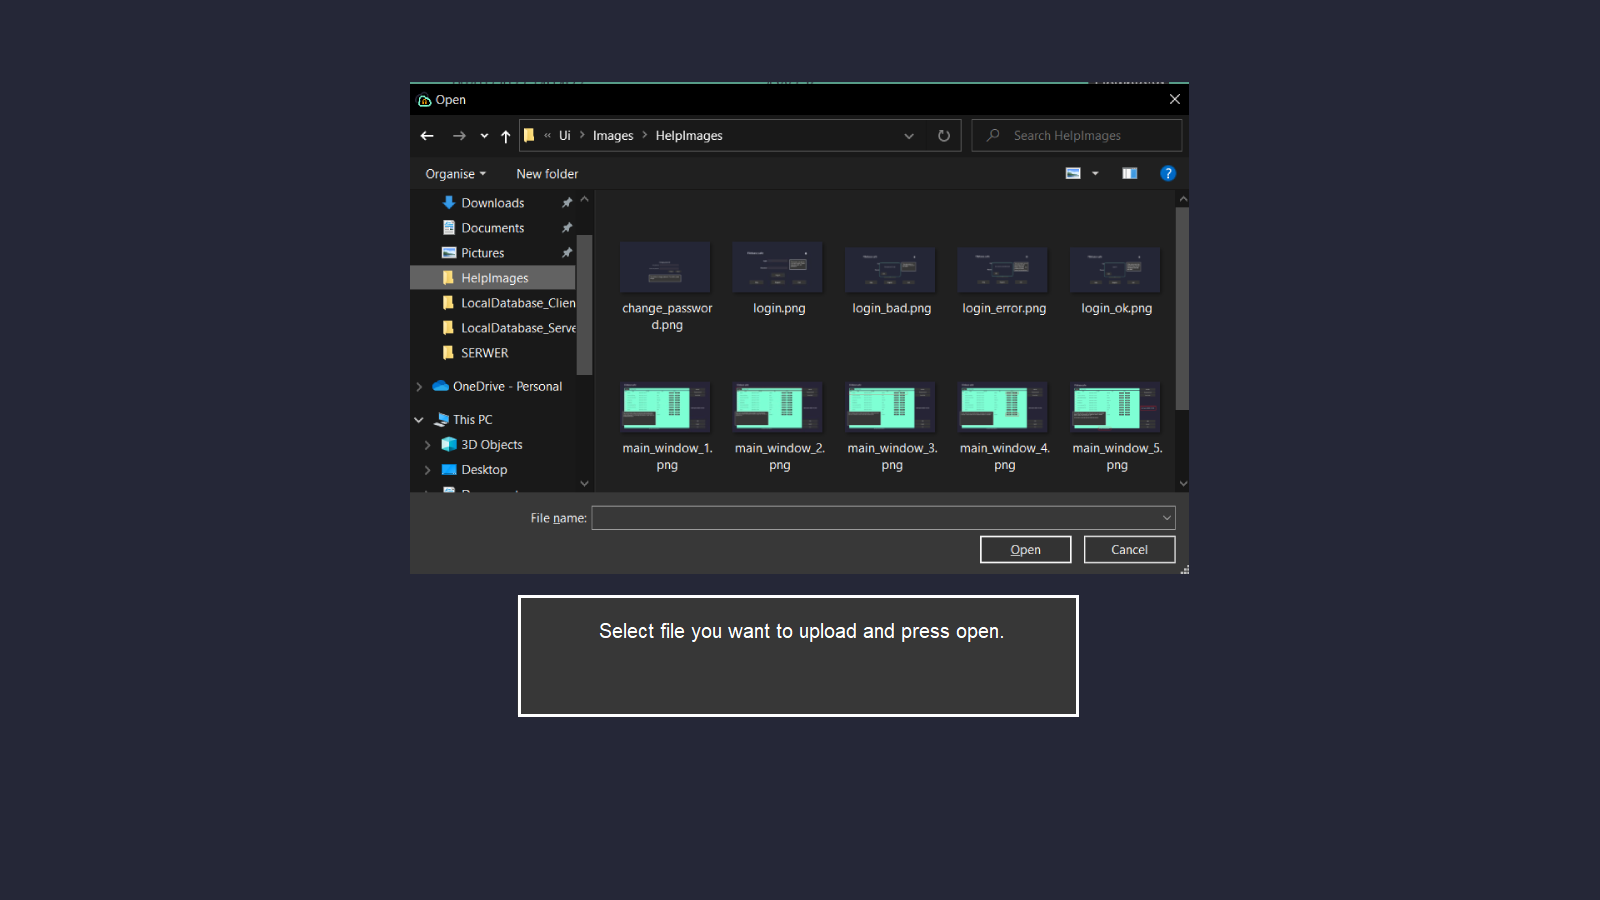 Open
« Ui > Images > HelpImages
Search HelpImages
Organise
New folder
?
Downloads
Documents
Pictures
HelpImages
LocalDatabase_Clien
LocalDatabase_Serve
SERWER
OneDrive - Personal
This PC
3D Objects
Desktop
change_passwor
d.png
login.png
login_bad.png
login_error.png
login_ok.png
main_window_1.
png
main_window_2.
png
main_window_3.
png
main_window_4.
png
main_window_5.
png
File name:
Open
Cancel
Select file you want to upload and press open.